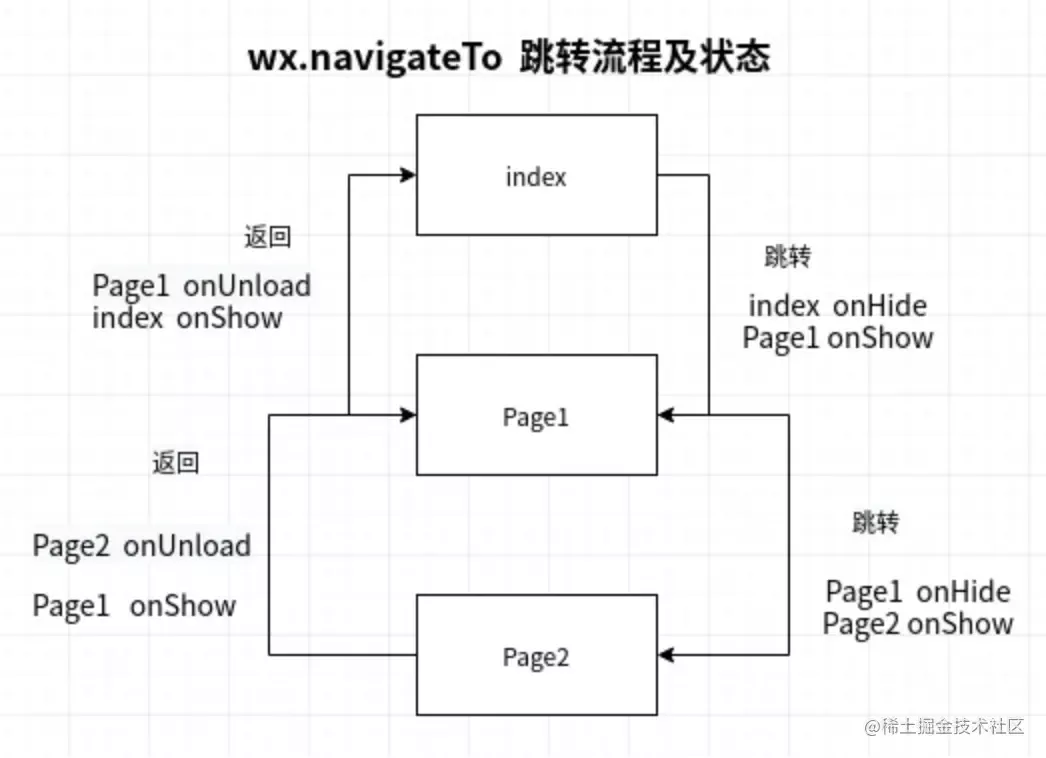 wx.navigateTo 跳转流程及状态
index
返回
Page1 onUnload
index onShow
跳转
index onHide
Page1 onShow
Page1
返回
Page2 onUnload
Page1 onShow
跳转
Page1 onHide
Page2 onShow
Page2
@稀土掘金技术社区